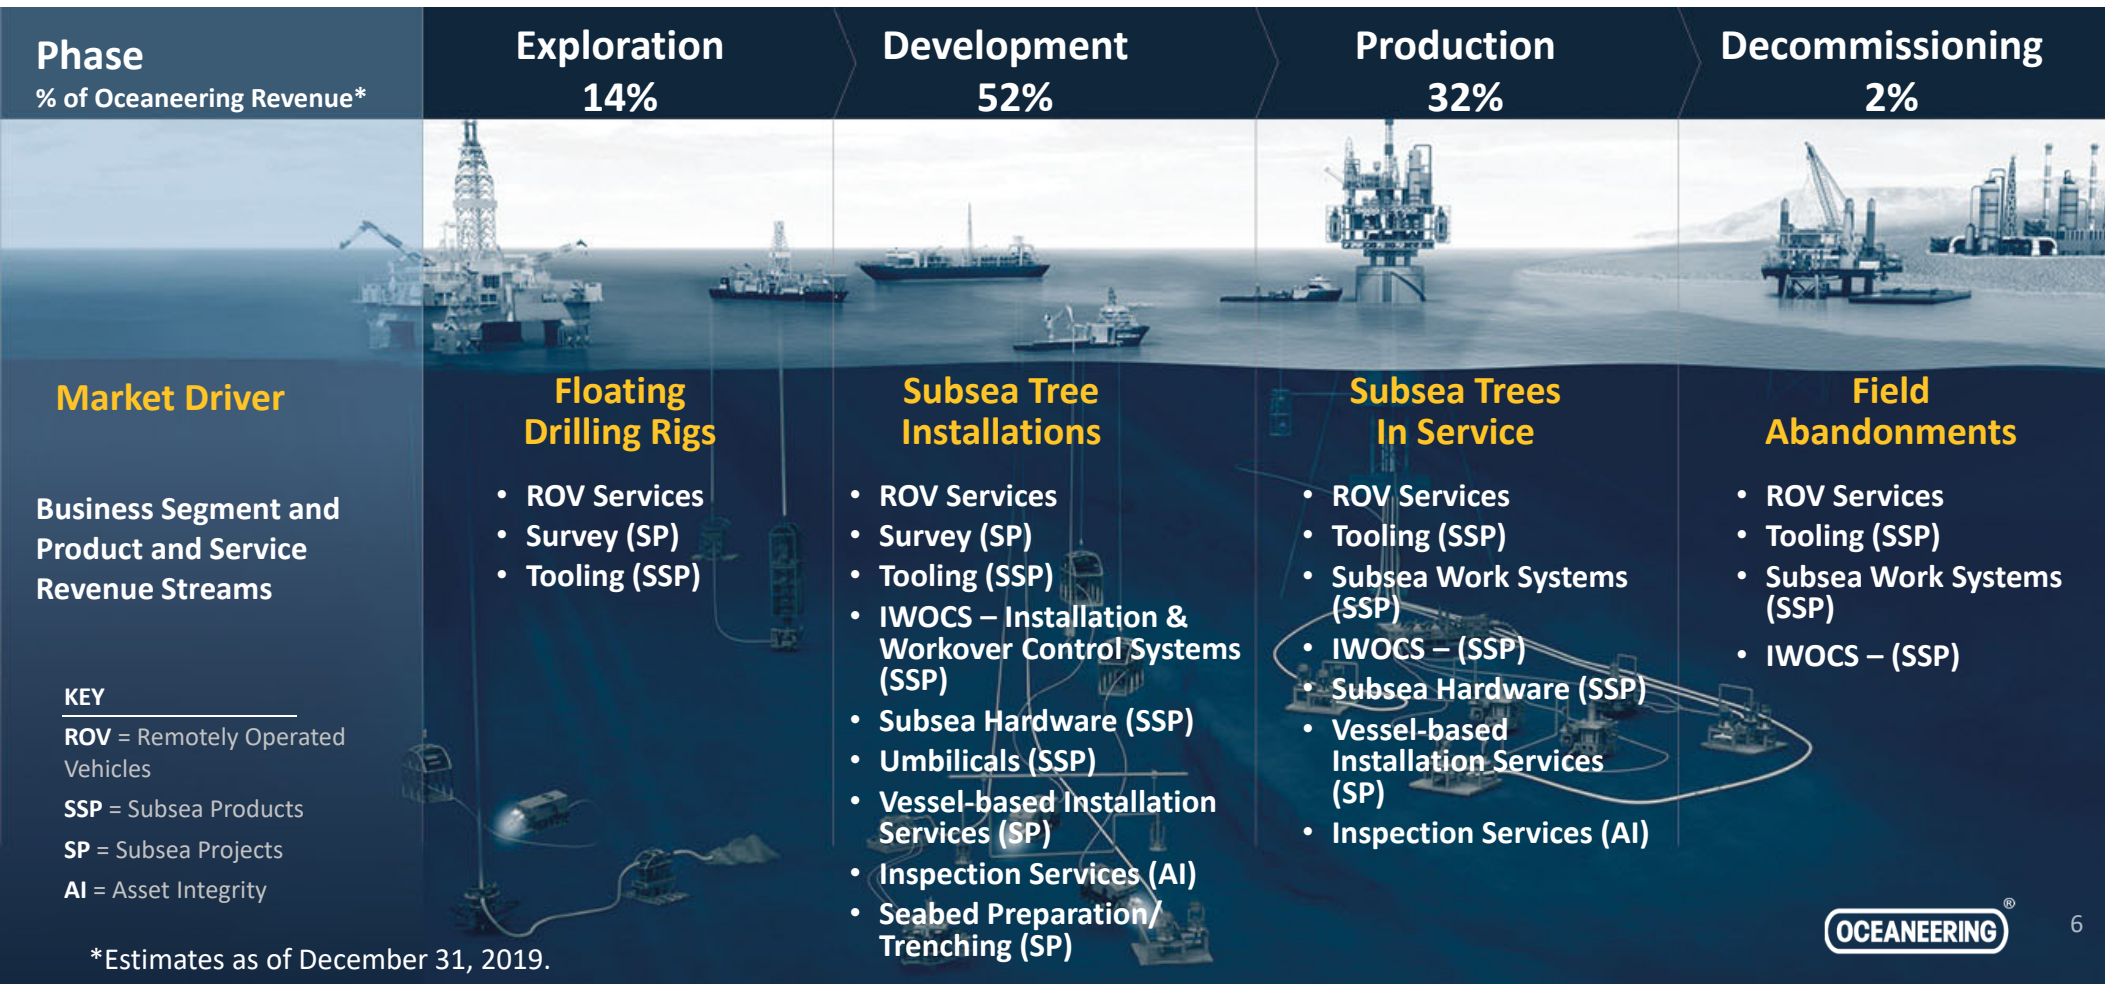 Phase
% of Oceaneering Revenue*
Exploration
14%
Development
52%
Production
32%
Decommissioning
2%
Market Driver
Floating
Drilling Rigs
Subsea Tree
Installations
Subsea Trees
In Service
Field
Abandonments
Business Segment and
Product and Service
Revenue Streams
• ROV Services
• Survey (SP)
• Tooling (SSP)
• ROV Services
• Survey (SP)
• Tooling (SSP)
• IWOCS – Installation &
Workover Control Systems
(SSP)
• Subsea Hardware (SSP)
• Umbilicals (SSP)
• Vessel-based Installation
Services (SP)
• Inspection Services (AI)
• Seabed Preparation/
Trenching (SP)
• ROV Services
• Tooling (SSP)
• Subsea Work Systems
(SSP)
• IWOCS – (SSP)
• Subsea Hardware (SSP)
• Vessel-based
Installation Services
(SP)
• Inspection Services (AI)
• ROV Services
• Tooling (SSP)
• Subsea Work Systems
(SSP)
• IWOCS – (SSP)
KEY
ROV = Remotely Operated
Vehicles
SSP = Subsea Products
SP = Subsea Projects
AI = Asset Integrity
*Estimates as of December 31, 2019.
OCEANEERING®
6